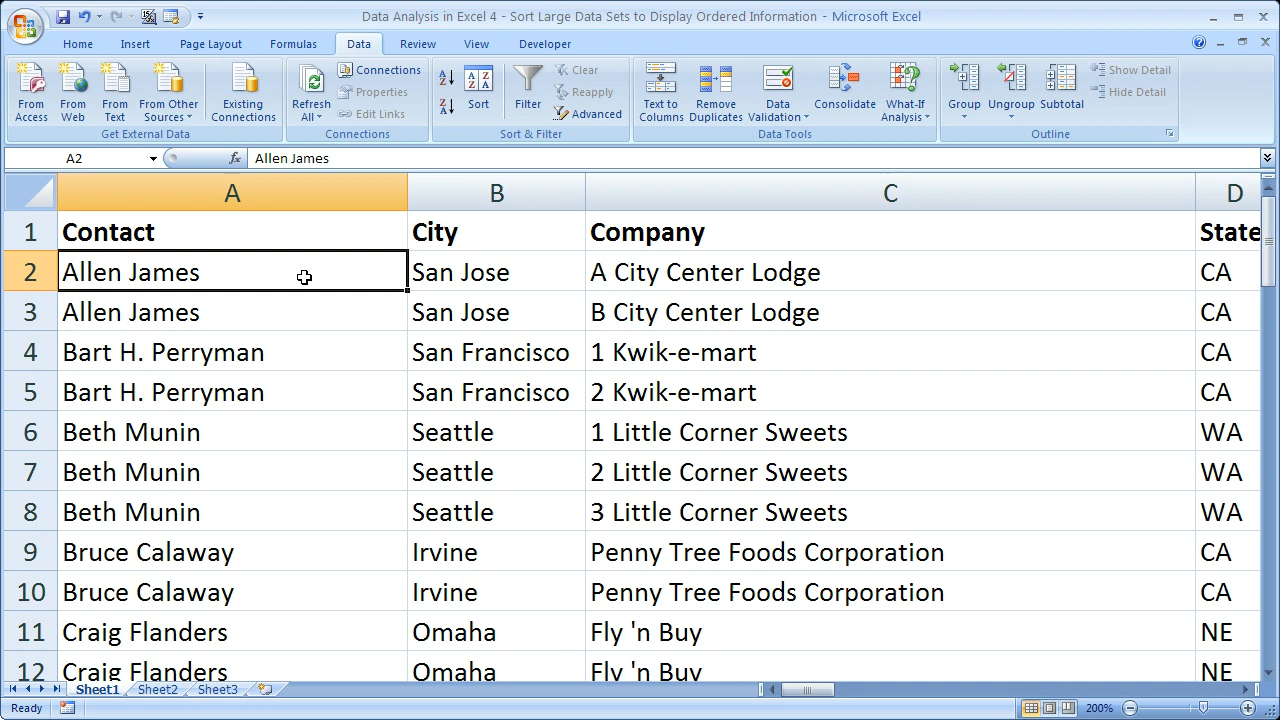 Data Analysis in Excel 4 - Sort Large Data Sets to Display Ordered Information - Microsoft Excel
Home Insert Page Layout Formulas Data Review View Developer
From Access From Web From Text From Other Sources Existing Connections
Get External Data
Refresh All Connections Properties Edit Links
Connections
Sort Filter Clear Reapply Advanced
Sort & Filter
Text to Columns Remove Duplicates Data Validation Consolidate What-If Analysis
Data Tools
Group Ungroup Subtotal Show Detail Hide Detail
Outline
A2 fx Allen James
A B C D
1 Contact City Company State
2 Allen James San Jose A City Center Lodge CA
3 Allen James San Jose B City Center Lodge CA
4 Bart H. Perryman San Francisco 1 Kwik-e-mart CA
5 Bart H. Perryman San Francisco 2 Kwik-e-mart CA
6 Beth Munin Seattle 1 Little Corner Sweets WA
7 Beth Munin Seattle 2 Little Corner Sweets WA
8 Beth Munin Seattle 3 Little Corner Sweets WA
9 Bruce Calaway Irvine Penny Tree Foods Corporation CA
10 Bruce Calaway Irvine Penny Tree Foods Corporation CA
11 Craig Flanders Omaha Fly 'n Buy NE
12 Craig Flanders Omaha Fly 'n Buy NE
Sheet1 Sheet2 Sheet3
Ready 200%